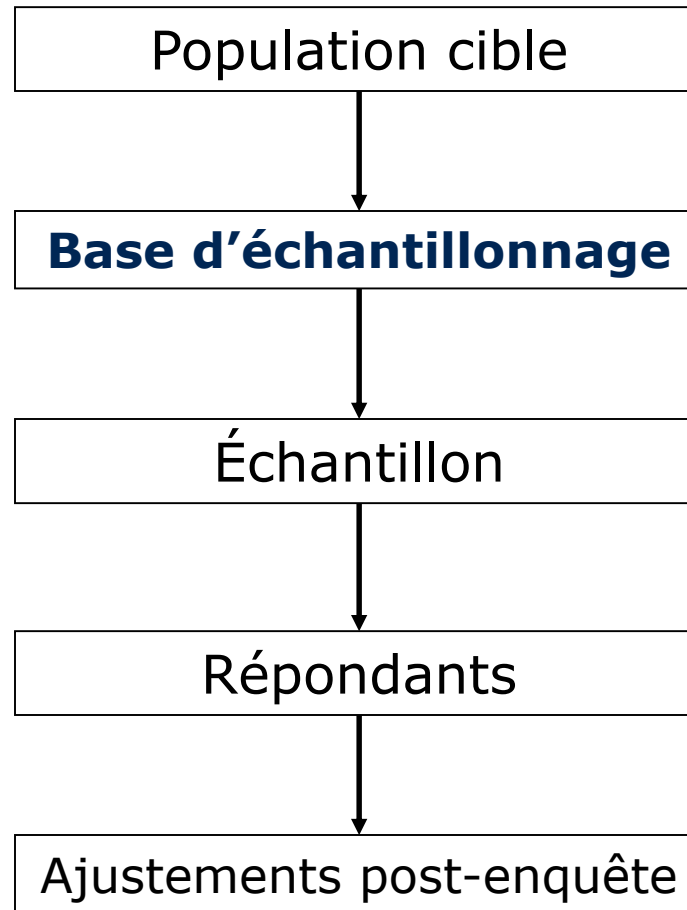 Population cible
Base d’échantillonnage
Échantillon
Répondants
Ajustements post-enquête